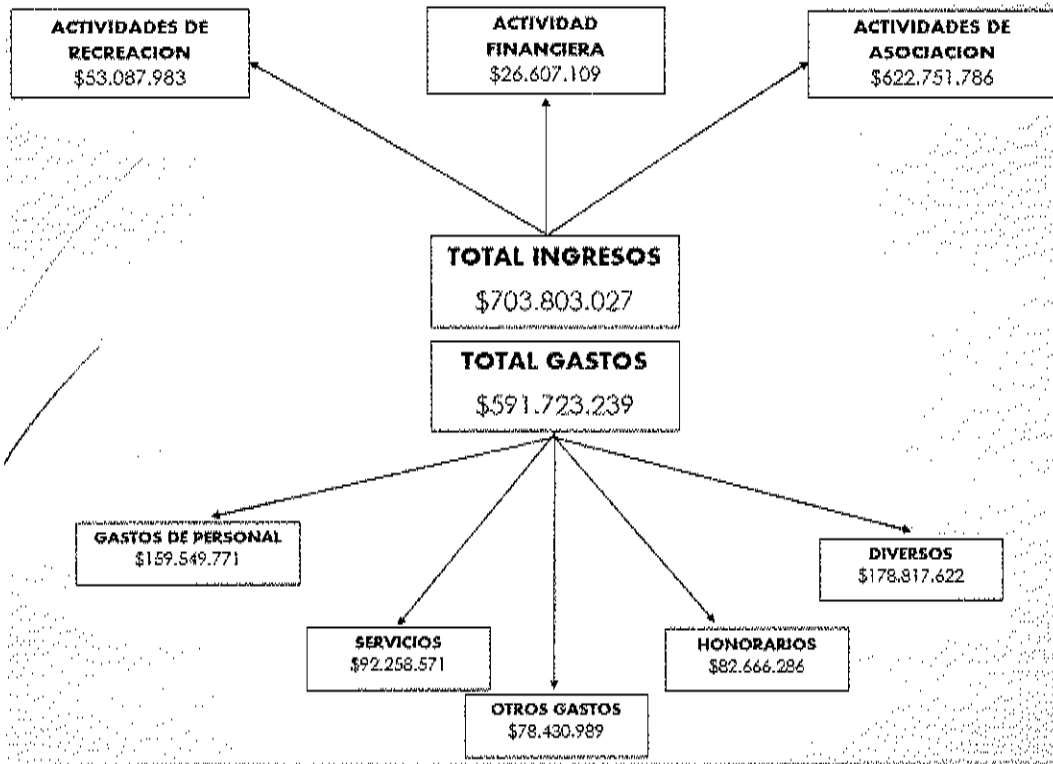 ACTIVIDADES DE
RECREACION
$53.087.983
ACTIVIDAD
FINANCIERA
$26.607.109
ACTIVIDADES DE
ASOCIACION
$622.751.786
TOTAL INGRESOS
$703.803.027
TOTAL GASTOS
$591.723.239
GASTOS DE PERSONAL
$159.549.771
DIVERSOS
$178.817.622
SERVICIOS
$92.258.571
HONORARIOS
$82.666.286
OTROS GASTOS
$78.430.989